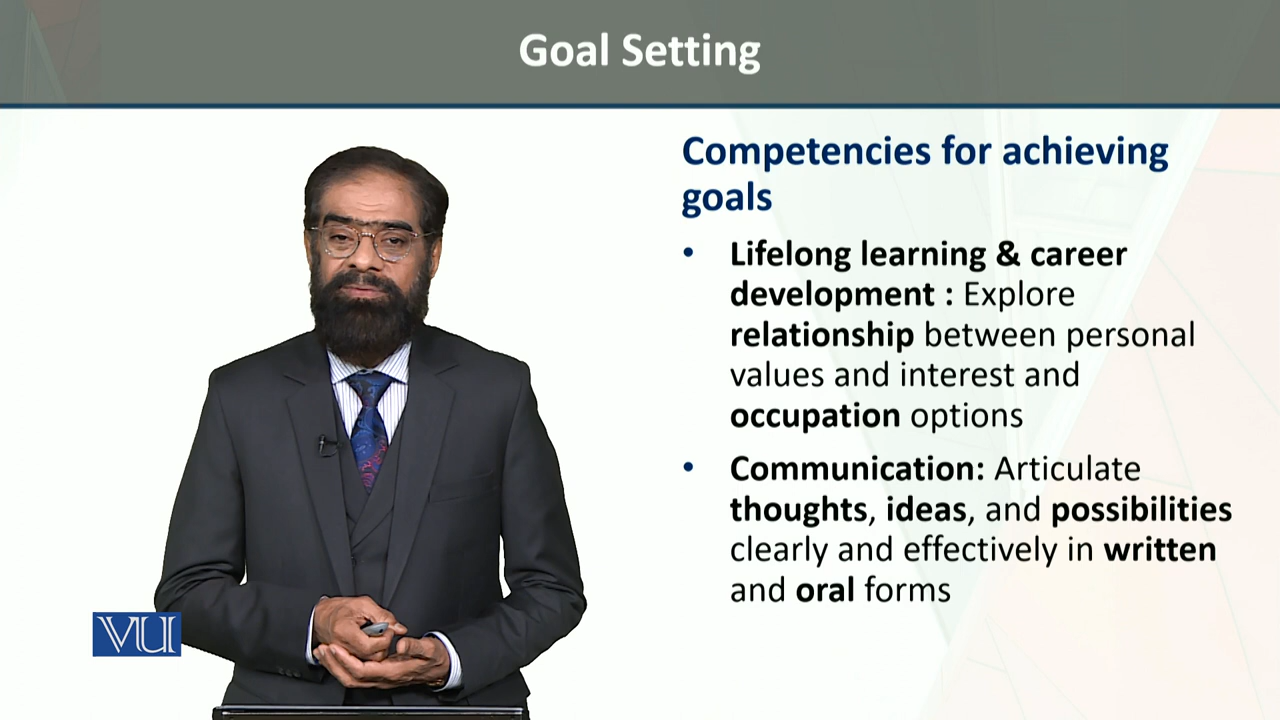 Goal Setting
Competencies for achieving
goals
• Lifelong learning & career
development : Explore
relationship between personal
values and interest and
occupation options
• Communication: Articulate
thoughts, ideas, and possibilities
clearly and effectively in written
and oral forms
VU